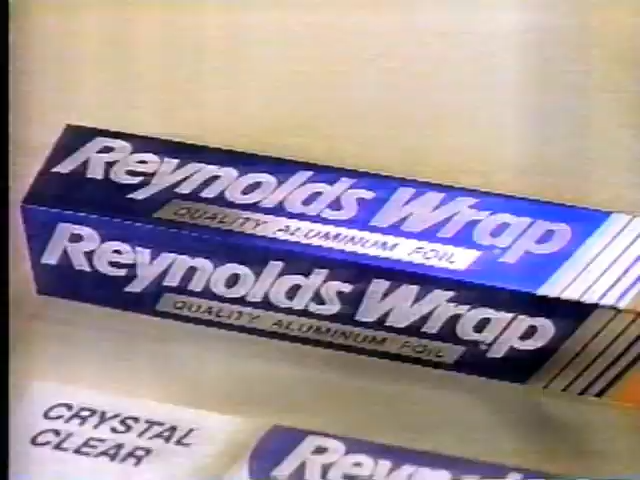 Reynolds Wrap
QUALITY ALUMINUM FOIL
Reynolds Wrap
QUALITY ALUMINUM FOIL
CRYSTAL
CLEAR